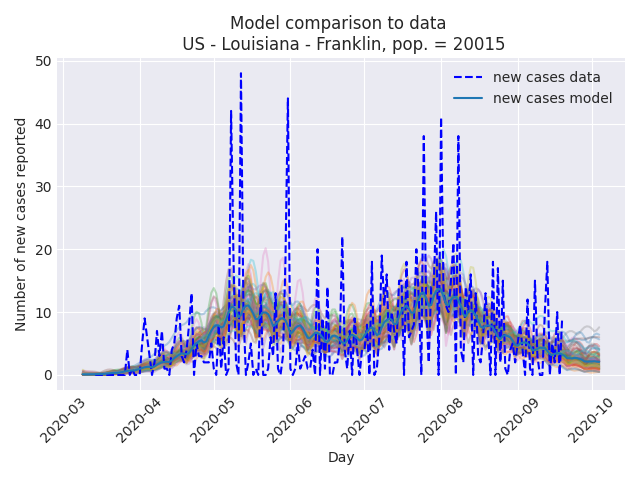 Model comparison to data
US - Louisiana - Franklin, pop. = 20015
new cases data
new cases model
Number of new cases reported
50
40
30
20
10
0
2020-03
2020-04
2020-05
2020-06
2020-07
2020-08
2020-09
2020-10
Day